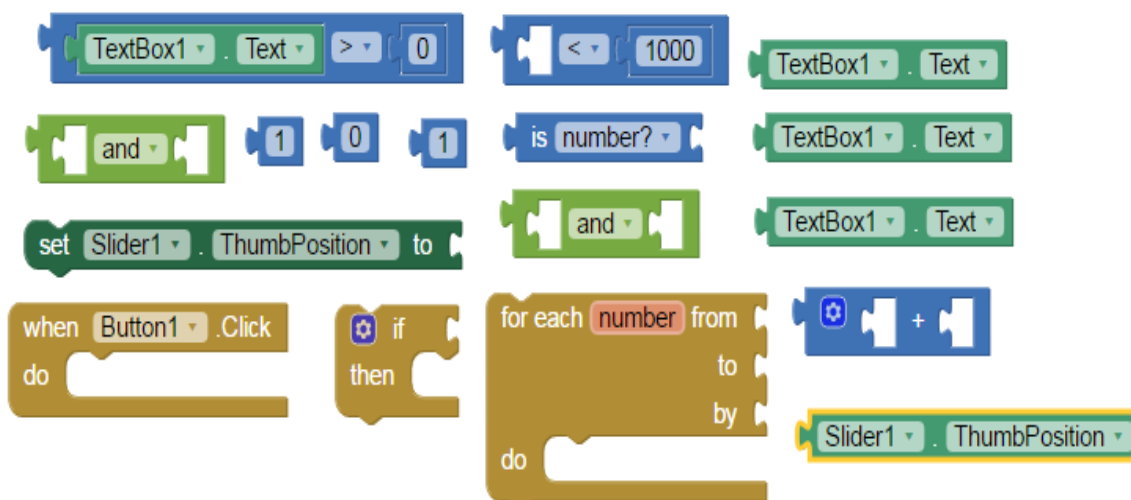 TextBox1 . Text > 0
< 1000
TextBox1 . Text
and
1
0
1
is number?
TextBox1 . Text
set Slider1 . ThumbPosition to
and
TextBox1 . Text
when Button1 .Click
do
if
then
for each number from
to
by
do
+
Slider1 . ThumbPosition